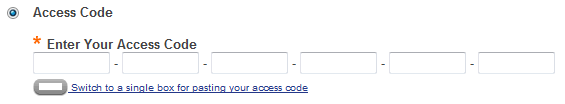 Access Code
* Enter Your Access Code
- - - - -
Switch to a single box for pasting your access code